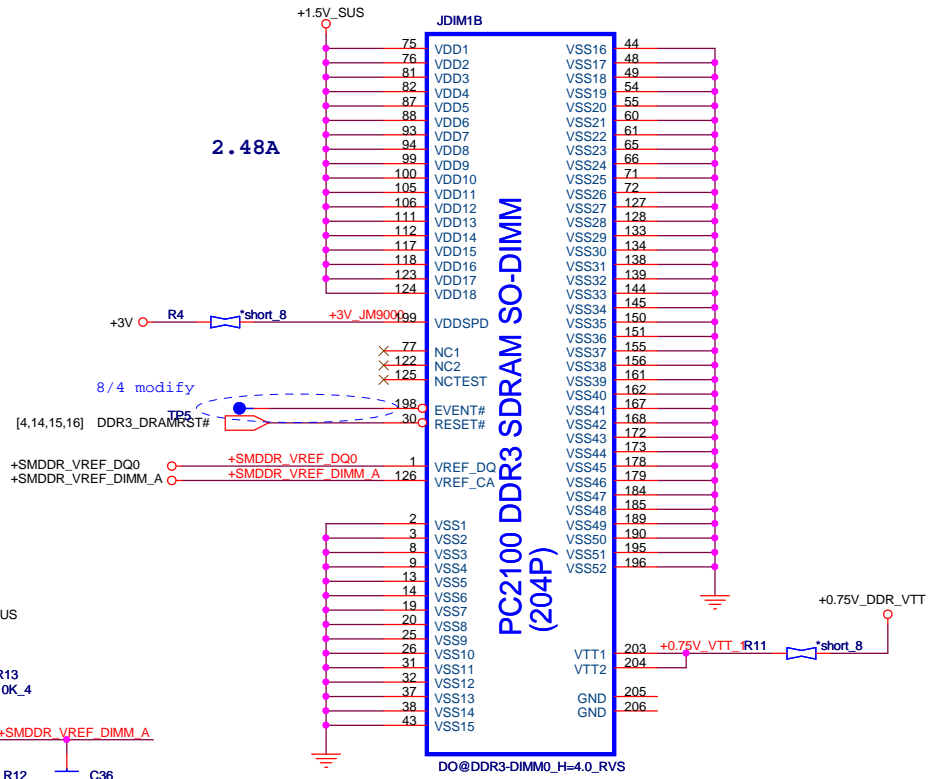 +1.5V_SUS
JDIM1B
75 VDD1
76 VDD2
81 VDD3
82 VDD4
87 VDD5
88 VDD6
93 VDD7
94 VDD8
99 VDD9
100 VDD10
105 VDD11
106 VDD12
111 VDD13
112 VDD14
117 VDD15
118 VDD16
123 VDD17
124 VDD18
2.48A
+3V R4 *short_8 +3V_JM9000 199 VDDSPD
77 NC1
122 NC2
125 NCTEST
8/4 modify
TP5 198 EVENT#
[4,14,15,16] DDR3_DRAMRST# 30 RESET#
+SMDDR_VREF_DQ0 +SMDDR_VREF_DQ0 1 VREF_DQ
+SMDDR_VREF_DIMM_A +SMDDR_VREF_DIMM_A 126 VREF_CA
2 VSS1
3 VSS2
8 VSS3
9 VSS4
13 VSS5
14 VSS6
19 VSS7
20 VSS8
25 VSS9
26 VSS10
31 VSS11
32 VSS12
37 VSS13
38 VSS14
43 VSS15
PC2100 DDR3 SDRAM SO-DIMM
(204P)
VSS16 44
VSS17 48
VSS18 49
VSS19 54
VSS20 55
VSS21 60
VSS22 61
VSS23 65
VSS24 66
VSS25 71
VSS26 72
VSS27 127
VSS28 128
VSS29 133
VSS30 134
VSS31 138
VSS32 139
VSS33 144
VSS34 145
VSS35 150
VSS36 151
VSS37 155
VSS38 156
VSS39 161
VSS40 162
VSS41 167
VSS42 168
VSS43 172
VSS44 173
VSS45 178
VSS46 179
VSS47 184
VSS48 185
VSS49 189
VSS50 190
VSS51 195
VSS52 196
+0.75V_DDR_VTT
VTT1 203 +0.75V_VTT_1 R11 *short_8
VTT2 204
GND 205
GND 206
DO@DDR3-DIMM0_H=4.0_RVS
US
R13
0K_4
+SMDDR_VREF_DIMM_A
R12 C36